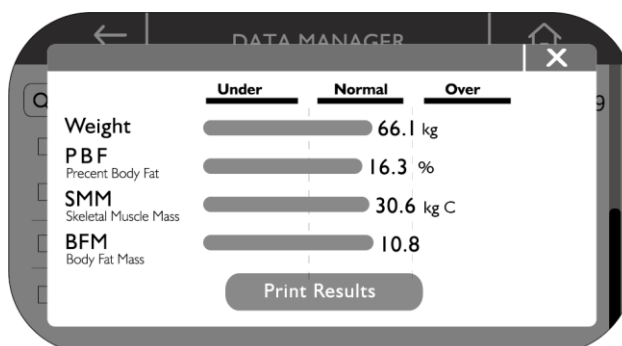 DATA MANAGER
Under Normal Over
Weight 66.1 kg
PBF 16.3 %
Precent Body Fat
SMM 30.6 kg C
Skeletal Muscle Mass
BFM 10.8
Body Fat Mass
Print Results
9